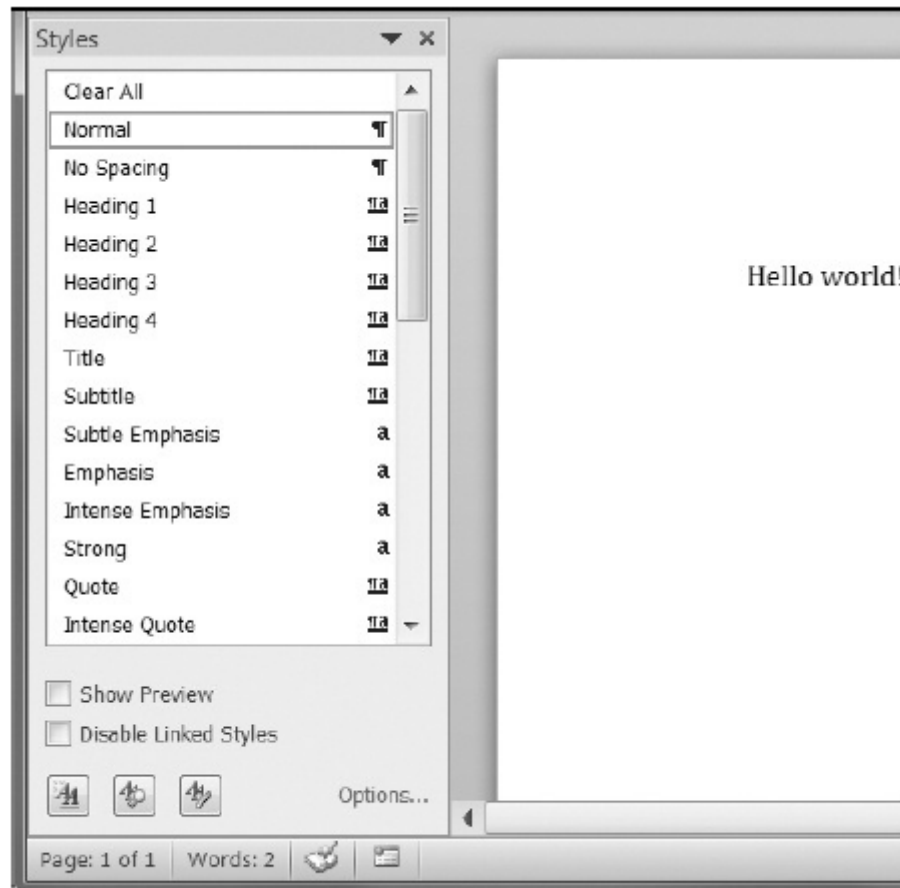 Styles
Clear All
Normal ¶
No Spacing ¶
Heading 1 ¶a
Heading 2 ¶a
Heading 3 ¶a
Heading 4 ¶a
Title ¶a
Subtitle ¶a
Subtle Emphasis a
Emphasis a
Intense Emphasis a
Strong a
Quote ¶a
Intense Quote ¶a
Show Preview
Disable Linked Styles
Options...
Page: 1 of 1 Words: 2
Hello world!